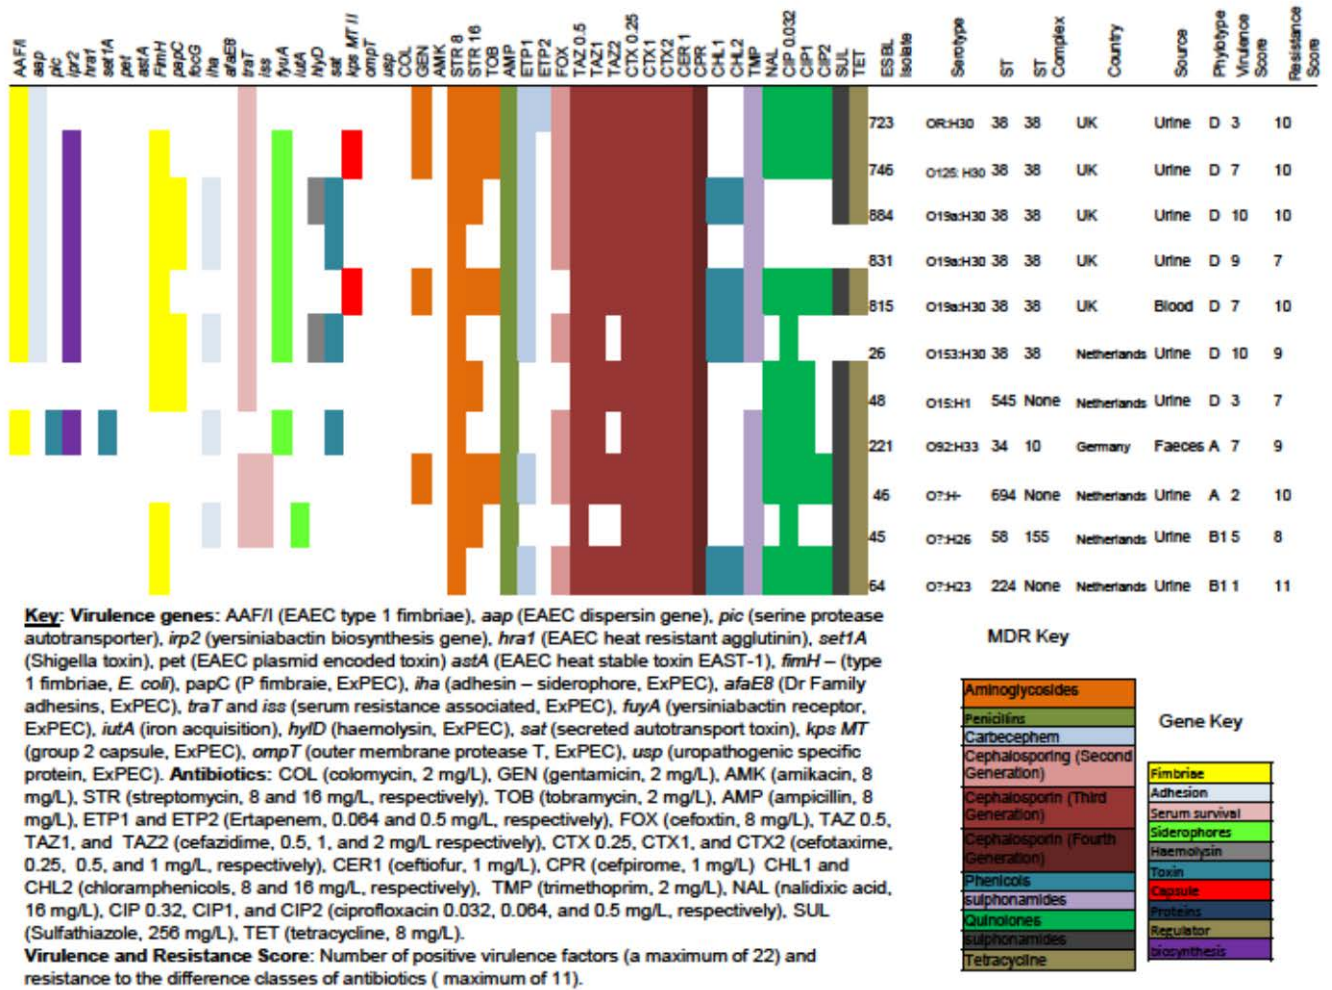 AAF/I aap pic ipr2 hra1 set1A pet astA FimH papC focG iha afaE8 traT iss fyuA iutA hlyD sat kps MT II ompT usp COL GEN AMK STR 8 STR 16 TOB AMP ETP1 ETP2 FOX TAZ 0.5 TAZ1 TAZ2 CTX 0.25 CTX1 CTX2 CER 1 CPR CHL1 CHL2 TMP NAL CIP 0.032 CIP1 CIP2 SUL TET ESBL Isolate Serotype ST ST Complex Country Source Phylotype Virulence Score Resistance Score
723 OR:H30 38 38 UK Urine D 3 10
746 O125: H30 38 38 UK Urine D 7 10
884 O19a:H30 38 38 UK Urine D 10 10
831 O19a:H30 38 38 UK Urine D 9 7
815 O19a:H30 38 38 UK Blood D 7 10
26 O153:H30 38 38 Netherlands Urine D 10 9
48 O15:H1 545 None Netherlands Urine D 3 7
221 O92:H33 34 10 Germany Faeces A 7 9
46 O?:H- 694 None Netherlands Urine A 2 10
45 O?:H26 58 155 Netherlands Urine B1 5 8
64 O?:H23 224 None Netherlands Urine B1 1 11
Key: Virulence genes: AAF/I (EAEC type 1 fimbriae), aap (EAEC dispersin gene), pic (serine protease
autotransporter), irp2 (yersiniabactin biosynthesis gene), hra1 (EAEC heat resistant agglutinin), set1A
(Shigella toxin), pet (EAEC plasmid encoded toxin) astA (EAEC heat stable toxin EAST-1), fimH – (type
1 fimbriae, E. coli), papC (P fimbraie, ExPEC), iha (adhesin – siderophore, ExPEC), afaE8 (Dr Family
adhesins, ExPEC), traT and iss (serum resistance associated, ExPEC), fuyA (yersiniabactin receptor,
ExPEC), iutA (iron acquisition), hylD (haemolysin, ExPEC), sat (secreted autotransport toxin), kps MT
(group 2 capsule, ExPEC), ompT (outer membrane protease T, ExPEC), usp (uropathogenic specific
protein, ExPEC). Antibiotics: COL (colomycin, 2 mg/L), GEN (gentamicin, 2 mg/L), AMK (amikacin, 8
mg/L), STR (streptomycin, 8 and 16 mg/L, respectively), TOB (tobramycin, 2 mg/L), AMP (ampicillin, 8
mg/L), ETP1 and ETP2 (Ertapenem, 0.064 and 0.5 mg/L, respectively), FOX (cefoxtin, 8 mg/L), TAZ 0.5,
TAZ1, and TAZ2 (cefazidime, 0.5, 1, and 2 mg/L respectively), CTX 0.25, CTX1, and CTX2 (cefotaxime,
0.25, 0.5, and 1 mg/L, respectively), CER1 (ceftiofur, 1 mg/L), CPR (cefpirome, 1 mg/L) CHL1 and
CHL2 (chloramphenicols, 8 and 16 mg/L, respectively), TMP (trimethoprim, 2 mg/L), NAL (nalidixic acid,
16 mg/L), CIP 0.32, CIP1, and CIP2 (ciprofloxacin 0.032, 0.064, and 0.5 mg/L, respectively), SUL
(Sulfathiazole, 256 mg/L), TET (tetracycline, 8 mg/L).
Virulence and Resistance Score: Number of positive virulence factors (a maximum of 22) and
resistance to the difference classes of antibiotics ( maximum of 11).
MDR Key
Aminoglycosides
Penicillins
Carbecephem
Cephalosporing (Second
Generation)
Cephalosporin (Third
Generation)
Cephalosporin (Fourth
Generation)
Phenicols
sulphonamides
Quinolones
sulphonamides
Tetracycline
Gene Key
Fimbriae
Adhesion
Serum survival
Siderophores
Haemolysin
Toxin
Capsule
Proteins
Regulator
biosynthesis